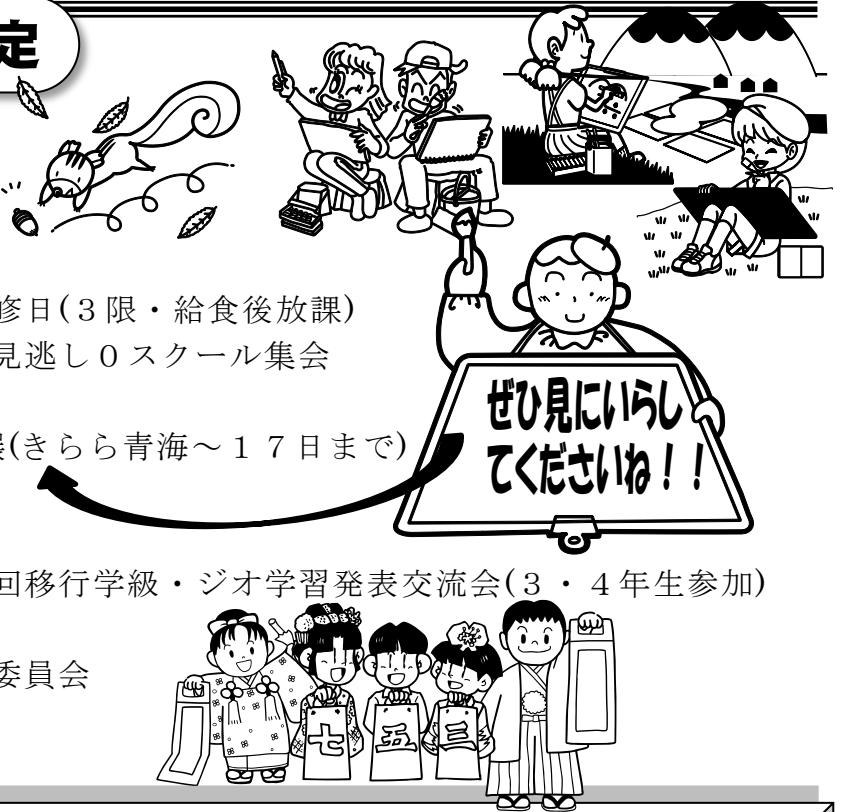 定
修日(３限・給食後放課)
見逃し０スクール集会
展(きらら青海～１７日まで)
ぜひ見にいらし
てくださいね！！
回移行学級・ジオ学習発表交流会(３・４年生参加)
委員会
七 五 三